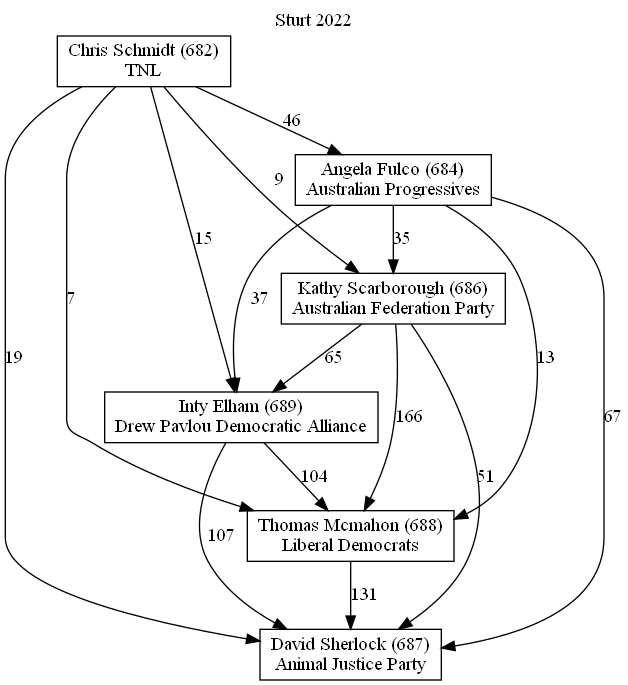 Sturt 2022
Chris Schmidt (682)
TNL
46
Angela Fulco (684)
Australian Progressives
9
15
35
37
Kathy Scarborough (686)
Australian Federation Party
7
19
65
13
67
Inty Elham (689)
Drew Pavlou Democratic Alliance
166
104
51
107
Thomas Mcmahon (688)
Liberal Democrats
131
David Sherlock (687)
Animal Justice Party